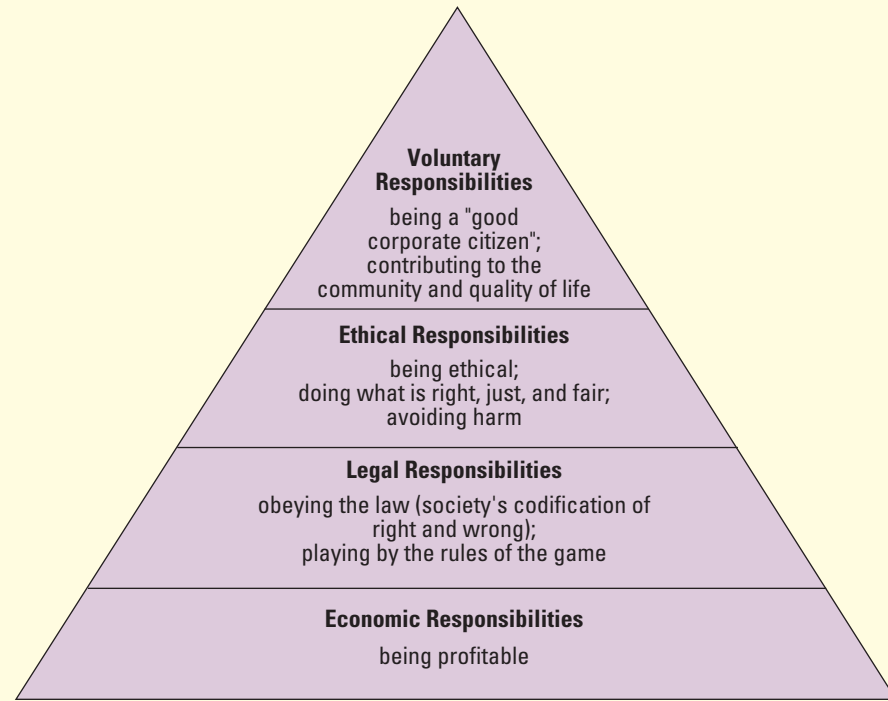 Voluntary
Responsibilities
being a "good
corporate citizen";
contributing to the
community and quality of life
Ethical Responsibilities
being ethical;
doing what is right, just, and fair;
avoiding harm
Legal Responsibilities
obeying the law (society's codification of
right and wrong);
playing by the rules of the game
Economic Responsibilities
being profitable